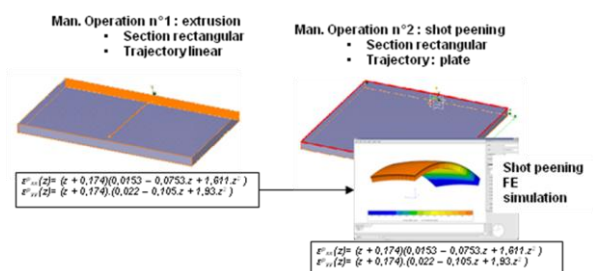 Man. Operation n°1 : extrusion
• Section rectangular
• Trajectory linear
Man. Operation n°2 : shot peening
• Section rectangular
• Trajectory : plate
Shot peening
FE
simulation
εᵖₓₓ(z)= (z + 0,174)(0,0153 – 0,0753.z + 1,611.z² )
εᵖᵧᵧ(z)= (z + 0,174).(0,022 – 0,105.z + 1,93.z² )
εᵖₓₓ(z)= (z + 0,174)(0,0153 – 0,0753.z + 1,611.z² )
εᵖᵧᵧ(z)= (z + 0,174).(0,022 – 0,105.z + 1,93.z² )